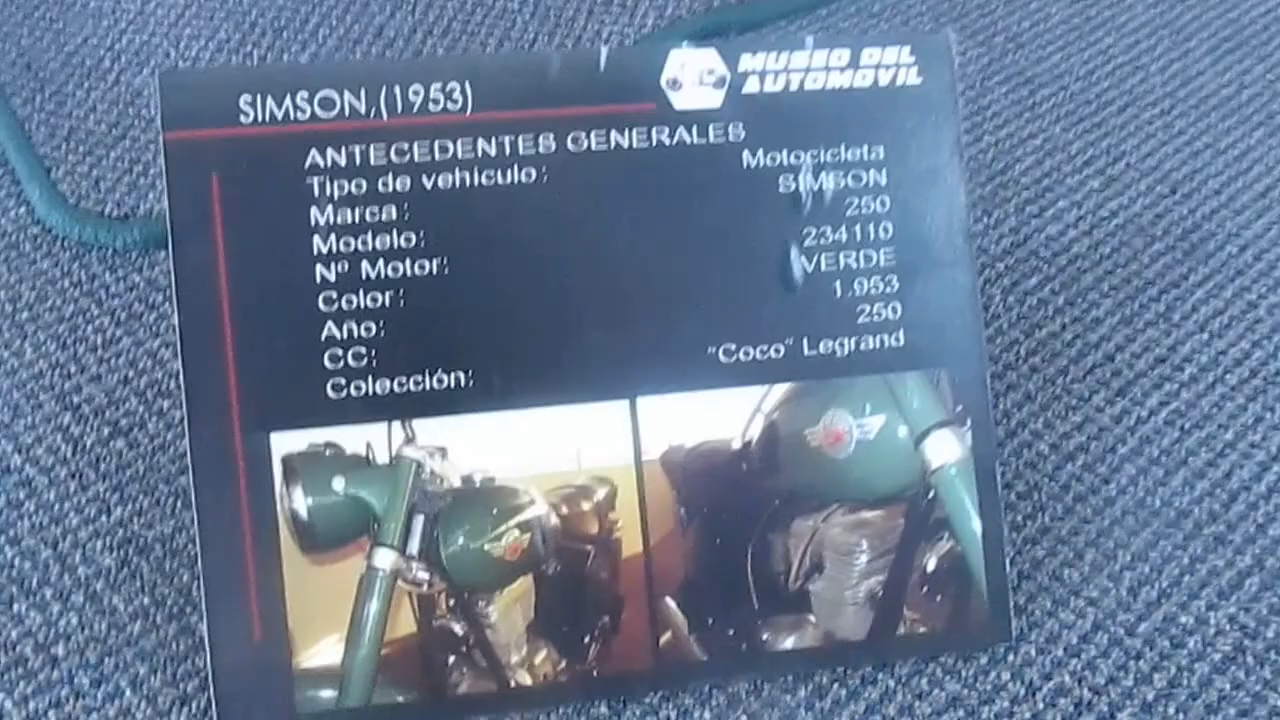 SIMSON,(1953)
MUSEO DEL
AUTOMOVIL
ANTECEDENTES GENERALES
Tipo de vehiculo: Motocicleta
Marca: SIMSON
Modelo: 250
Nº Motor: 234110
Color: VERDE
Año: 1.953
CC: 250
Colección: "Coco" Legrand